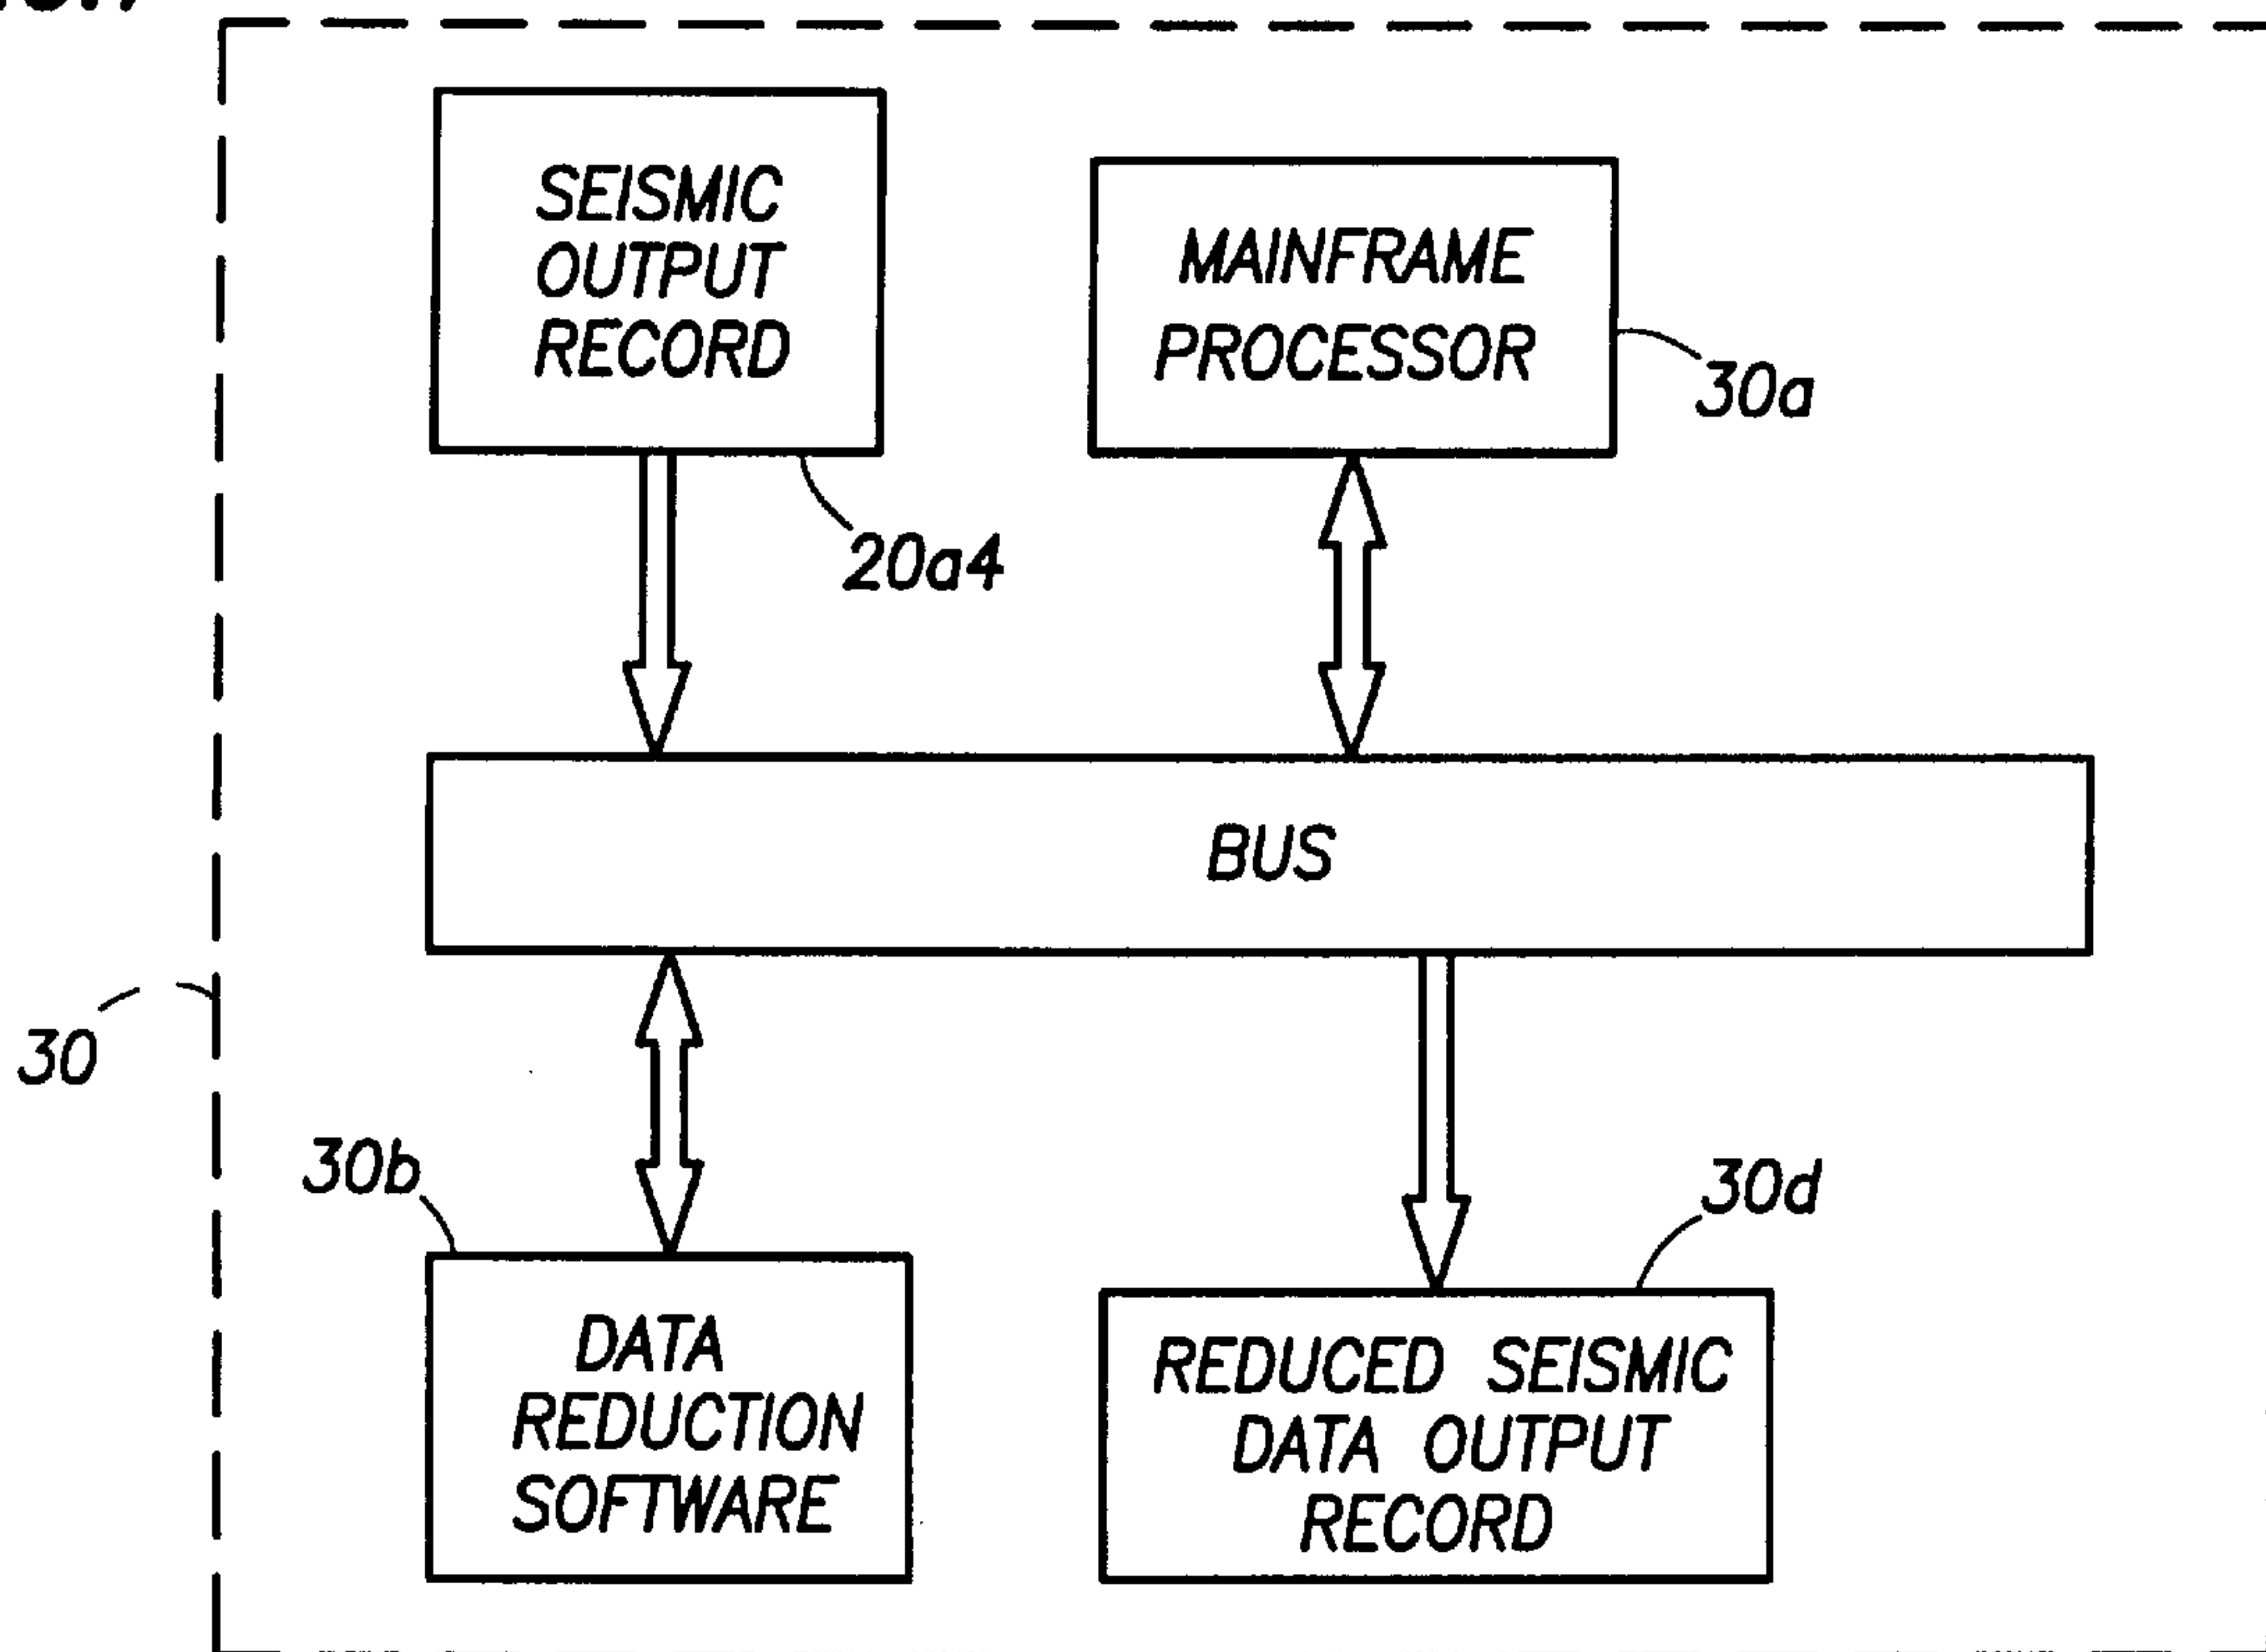 SEISMIC
OUTPUT
RECORD
MAINFRAME
PROCESSOR
30a
20a4
BUS
30
30b
30d
DATA
REDUCTION
SOFTWARE
REDUCED SEISMIC
DATA OUTPUT
RECORD